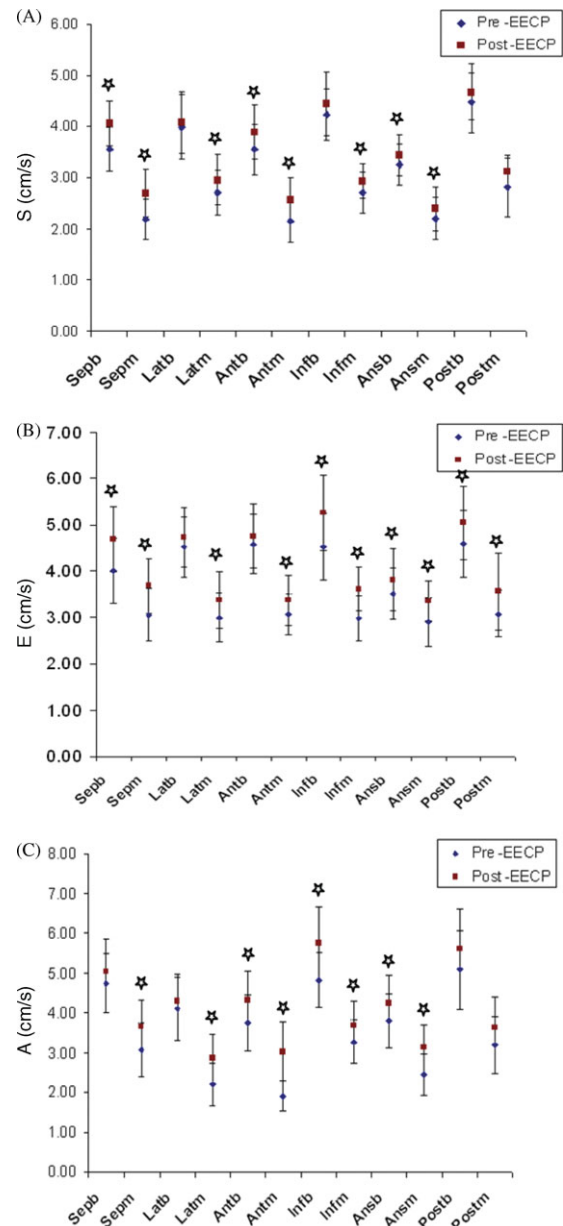 (A)
6.00
5.00
4.00
3.00
2.00
1.00
0.00
S (cm/s)
Pre -EECP
Post-EECP
Sepb
Sepm
Latb
Latm
Antb
Antm
Infb
Infm
Ansb
Ansm
Postb
Postm
(B)
7.00
6.00
5.00
4.00
3.00
2.00
1.00
0.00
E (cm/s)
Pre -EECP
Post-EECP
Sepb
Sepm
Latb
Latm
Antb
Antm
Infb
Infm
Ansb
Ansm
Postb
Postm
(C)
8.00
7.00
6.00
5.00
4.00
3.00
2.00
1.00
0.00
A (cm/s)
Pre -EECP
Post-EECP
Sepb
Sepm
Latb
Latm
Antb
Antm
Infb
Infm
Ansb
Ansm
Postb
Postm